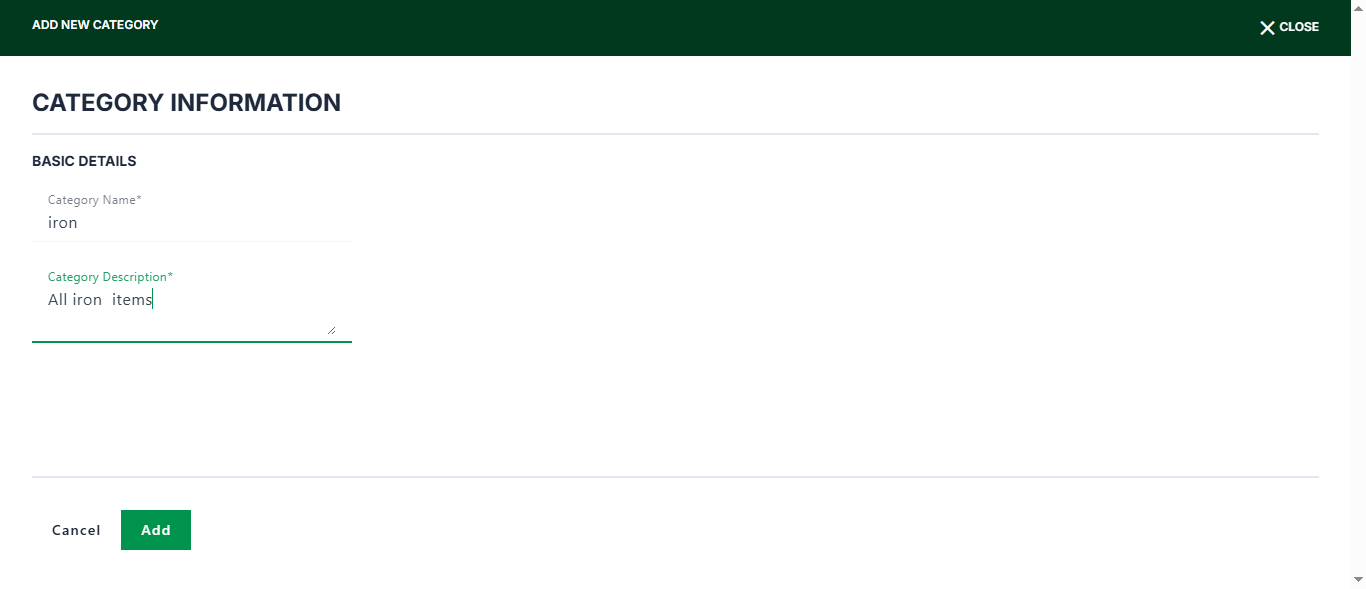 ADD NEW CATEGORY
CLOSE
CATEGORY INFORMATION
BASIC DETAILS
Category Name*
iron
Category Description*
All iron  items
Cancel
Add